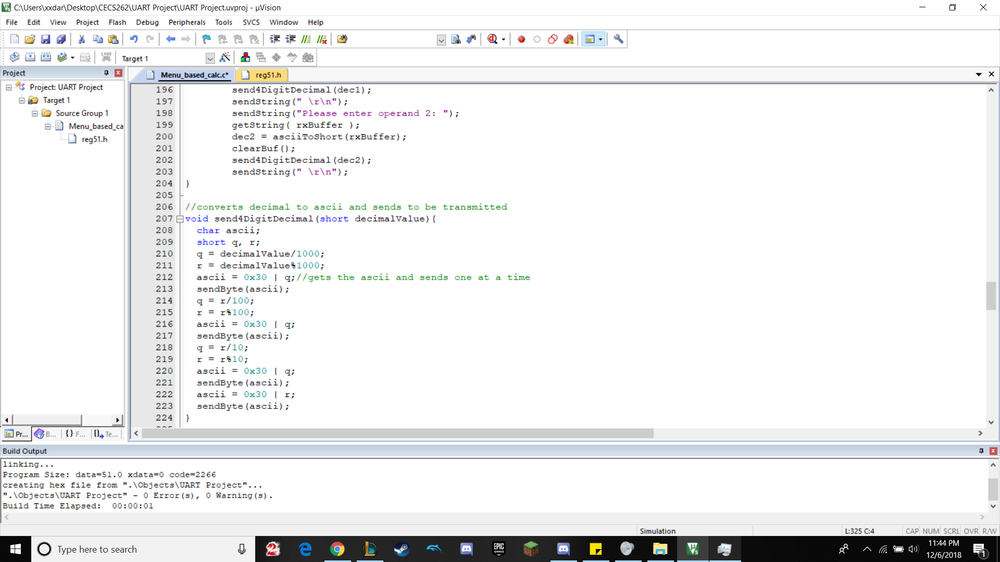 C:\Users\xxdar\Desktop\CECS262\UART Project\UART Project.uvproj - µVision
File Edit View Project Flash Debug Peripherals Tools SVCS Window Help
LOAD Target 1
Project
Menu_based_calc.c* reg51.h
Project: UART Project
Target 1
Source Group 1
Menu_based_ca
reg51.h
196 send4DigitDecimal(dec1);
197 sendString(" \r\n");
198 sendString("Please enter operand 2: ");
199 getString( rxBuffer );
200 dec2 = asciiToShort(rxBuffer);
201 clearBuf();
202 send4DigitDecimal(dec2);
203 sendString(" \r\n");
204 }
205
206 //converts decimal to ascii and sends to be transmitted
207 void send4DigitDecimal(short decimalValue){
208 char ascii;
209 short q, r;
210 q = decimalValue/1000;
211 r = decimalValue%1000;
212 ascii = 0x30 | q;//gets the ascii and sends one at a time
213 sendByte(ascii);
214 q = r/100;
215 r = r%100;
216 ascii = 0x30 | q;
217 sendByte(ascii);
218 q = r/10;
219 r = r%10;
220 ascii = 0x30 | q;
221 sendByte(ascii);
222 ascii = 0x30 | r;
223 sendByte(ascii);
224 }
Pr... B... {} F... Te...
Build Output
linking...
Program Size: data=51.0 xdata=0 code=2266
creating hex file from ".\Objects\UART Project"...
".\Objects\UART Project" - 0 Error(s), 0 Warning(s).
Build Time Elapsed:  00:00:01
Simulation L:325 C:4 CAP NUM SCRL OVR R/W
Type here to search
EPIC GAMES
11:44 PM
12/6/2018
1